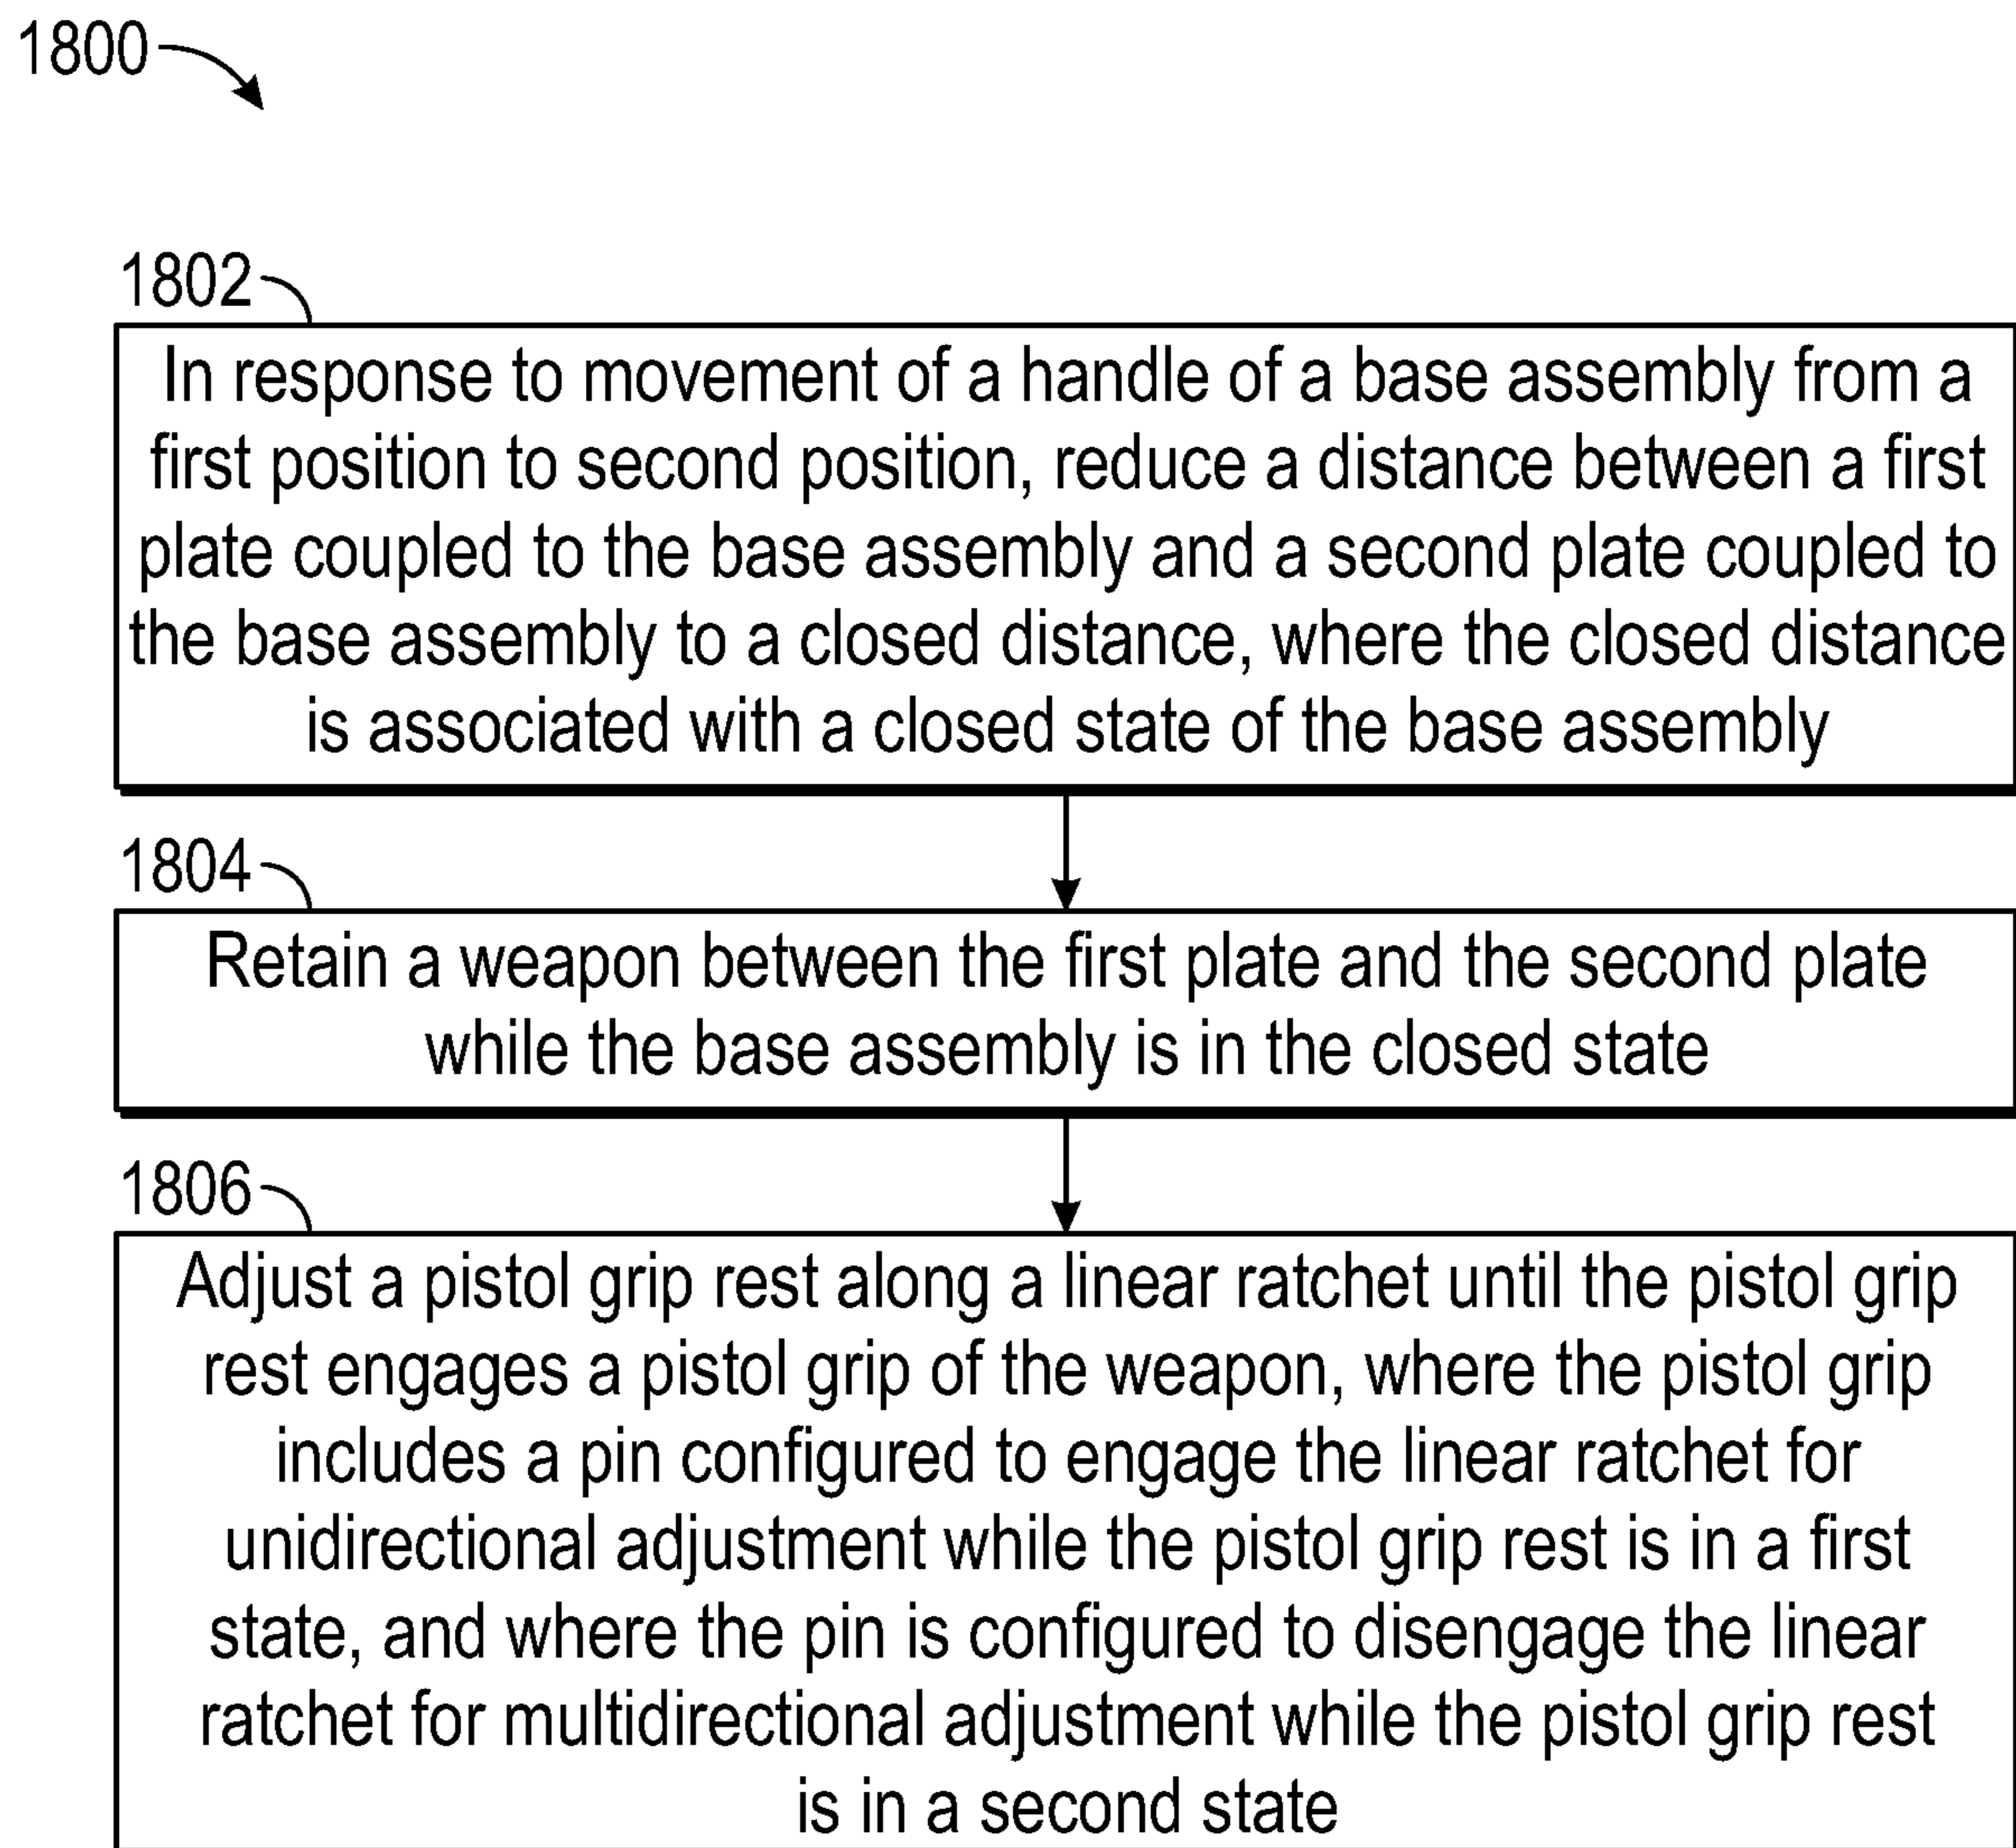 1800
1802
In response to movement of a handle of a base assembly from a
first position to second position, reduce a distance between a first
plate coupled to the base assembly and a second plate coupled to
the base assembly to a closed distance, where the closed distance
is associated with a closed state of the base assembly
1804
Retain a weapon between the first plate and the second plate
while the base assembly is in the closed state
1806
Adjust a pistol grip rest along a linear ratchet until the pistol grip
rest engages a pistol grip of the weapon, where the pistol grip
includes a pin configured to engage the linear ratchet for
unidirectional adjustment while the pistol grip rest is in a first
state, and where the pin is configured to disengage the linear
ratchet for multidirectional adjustment while the pistol grip rest
is in a second state